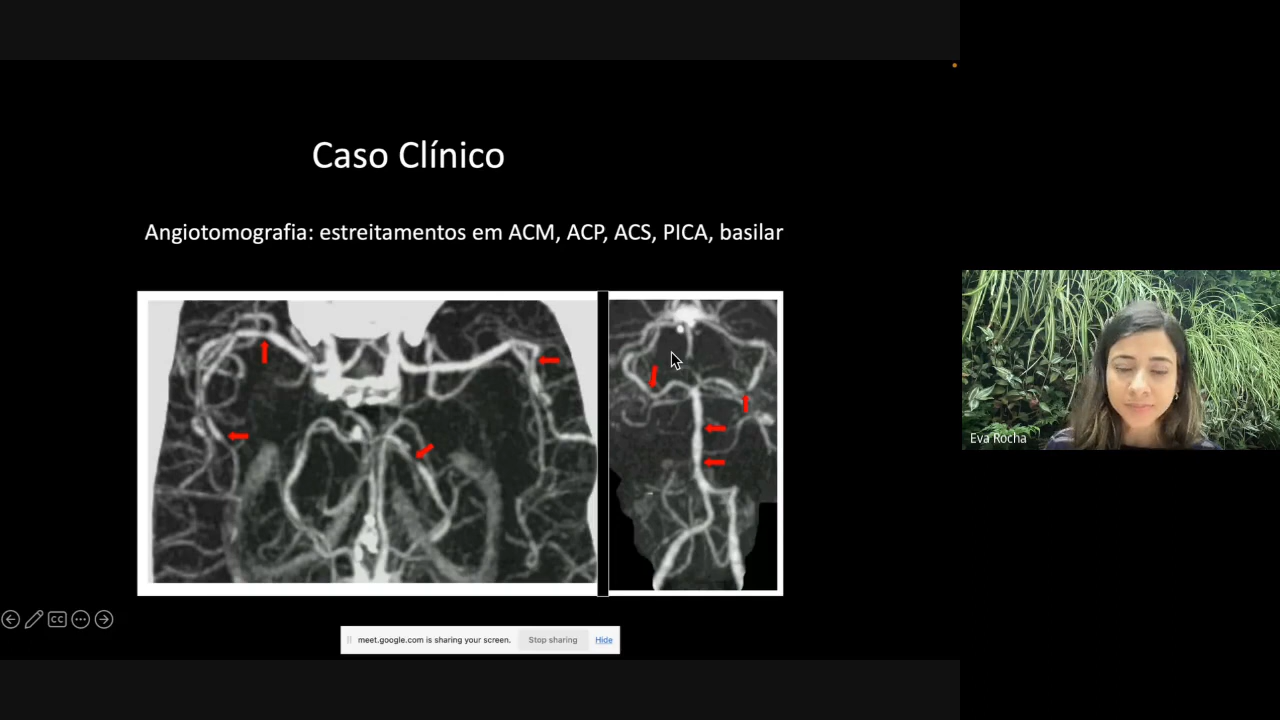 Caso Clínico
Angiotomografia: estreitamentos em ACM, ACP, ACS, PICA, basilar
Eva Rocha
CC
meet.google.com is sharing your screen. Stop sharing Hide